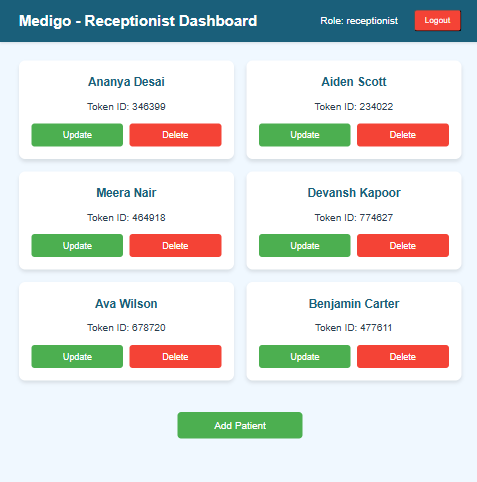 Medigo - Receptionist Dashboard
Role: receptionist
Logout
Ananya Desai
Token ID: 346399
Update
Delete
Aiden Scott
Token ID: 234022
Update
Delete
Meera Nair
Token ID: 464918
Update
Delete
Devansh Kapoor
Token ID: 774627
Update
Delete
Ava Wilson
Token ID: 678720
Update
Delete
Benjamin Carter
Token ID: 477611
Update
Delete
Add Patient